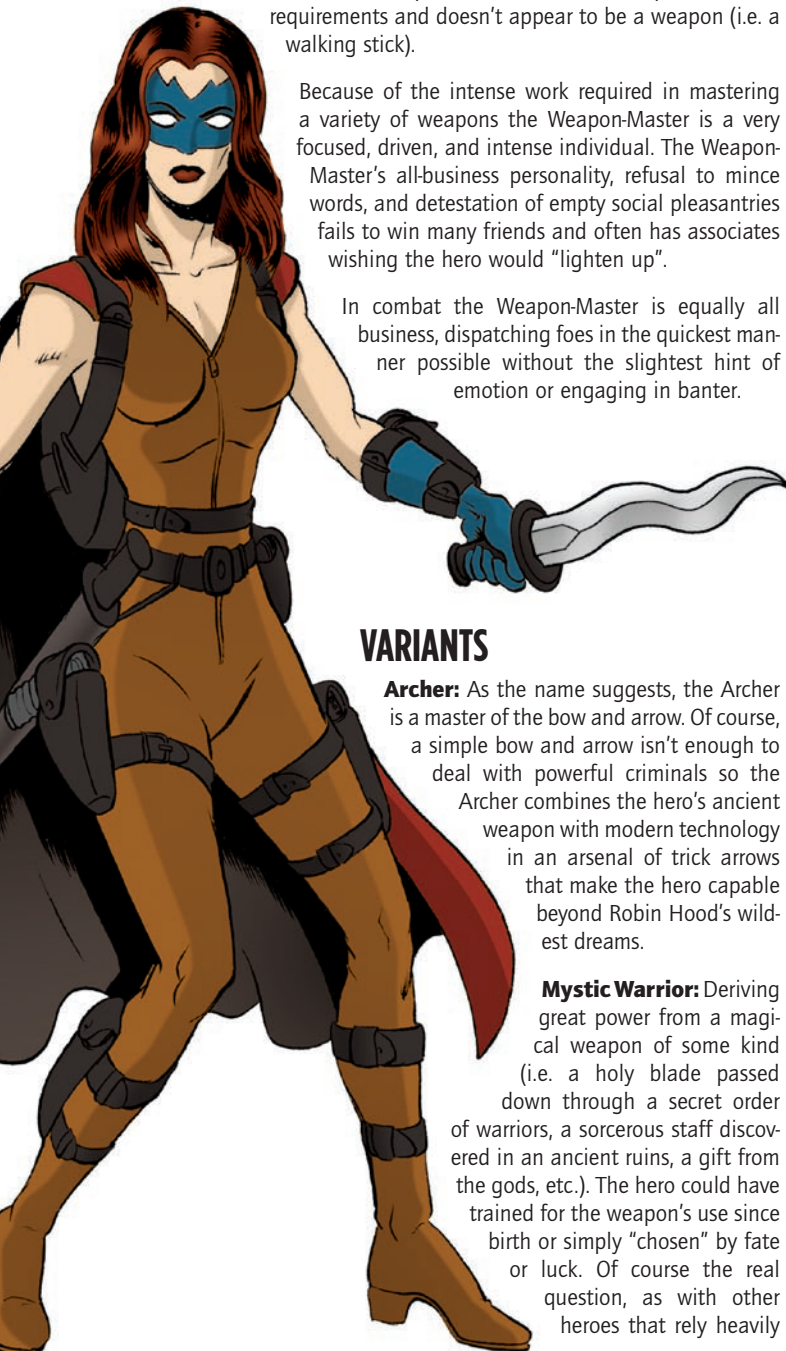 requirements and doesn't appear to be a weapon (i.e. a
walking stick).
Because of the intense work required in mastering
a variety of weapons the Weapon-Master is a very
focused, driven, and intense individual. The Weapon-
Master's all-business personality, refusal to mince
words, and detestation of empty social pleasantries
fails to win many friends and often has associates
wishing the hero would "lighten up".
In combat the Weapon-Master is equally all
business, dispatching foes in the quickest man-
ner possible without the slightest hint of
emotion or engaging in banter.
VARIANTS
Archer: As the name suggests, the Archer
is a master of the bow and arrow. Of course,
a simple bow and arrow isn't enough to
deal with powerful criminals so the
Archer combines the hero's ancient
weapon with modern technology
in an arsenal of trick arrows
that make the hero capable
beyond Robin Hood's wild-
est dreams.
Mystic Warrior: Deriving
great power from a magi-
cal weapon of some kind
(i.e. a holy blade passed
down through a secret order
of warriors, a sorcerous staff discov-
ered in an ancient ruins, a gift from
the gods, etc.). The hero could have
trained for the weapon's use since
birth or simply "chosen" by fate
or luck. Of course the real
question, as with other
heroes that rely heavily